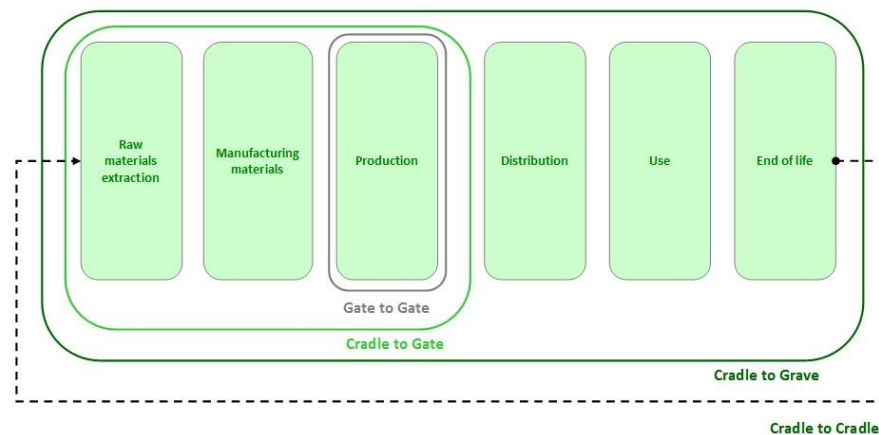 Raw
materials
extraction
Manufacturing
materials
Production
Distribution
Use
End of life
Gate to Gate
Cradle to Gate
Cradle to Grave
Cradle to Cradle